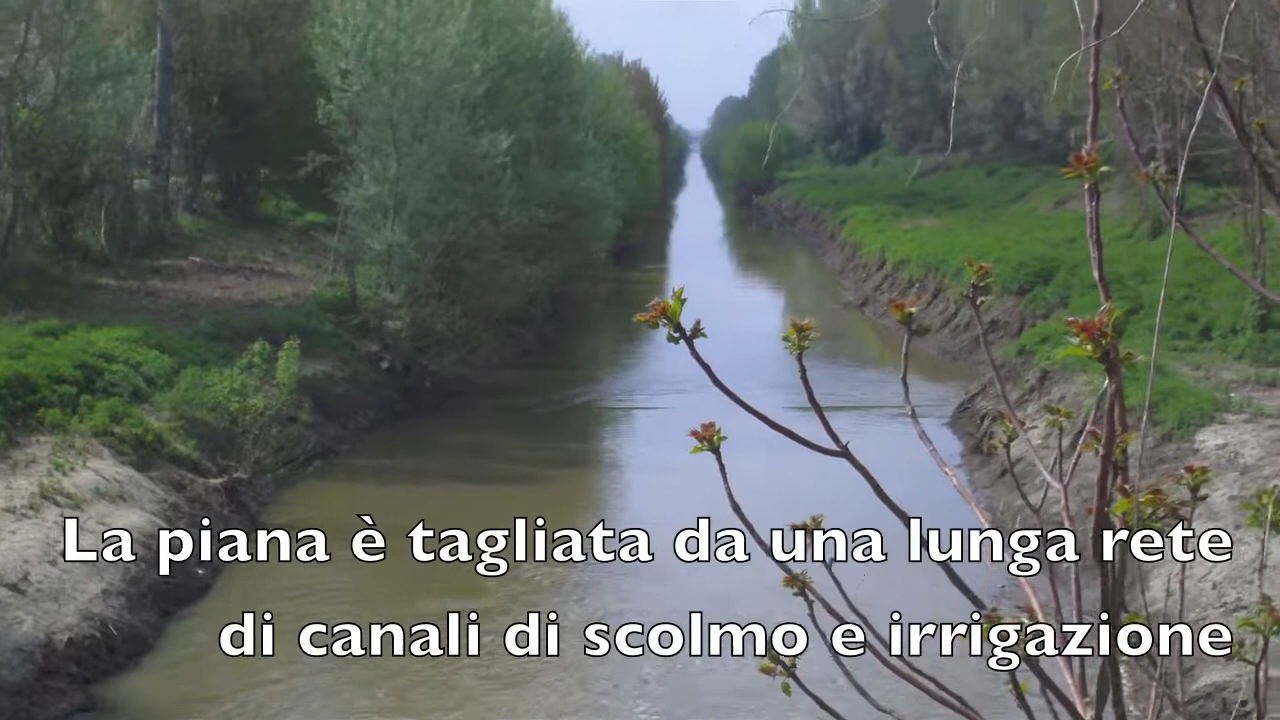 La piana è tagliata da una lunga rete
di canali di scolmo e irrigazione